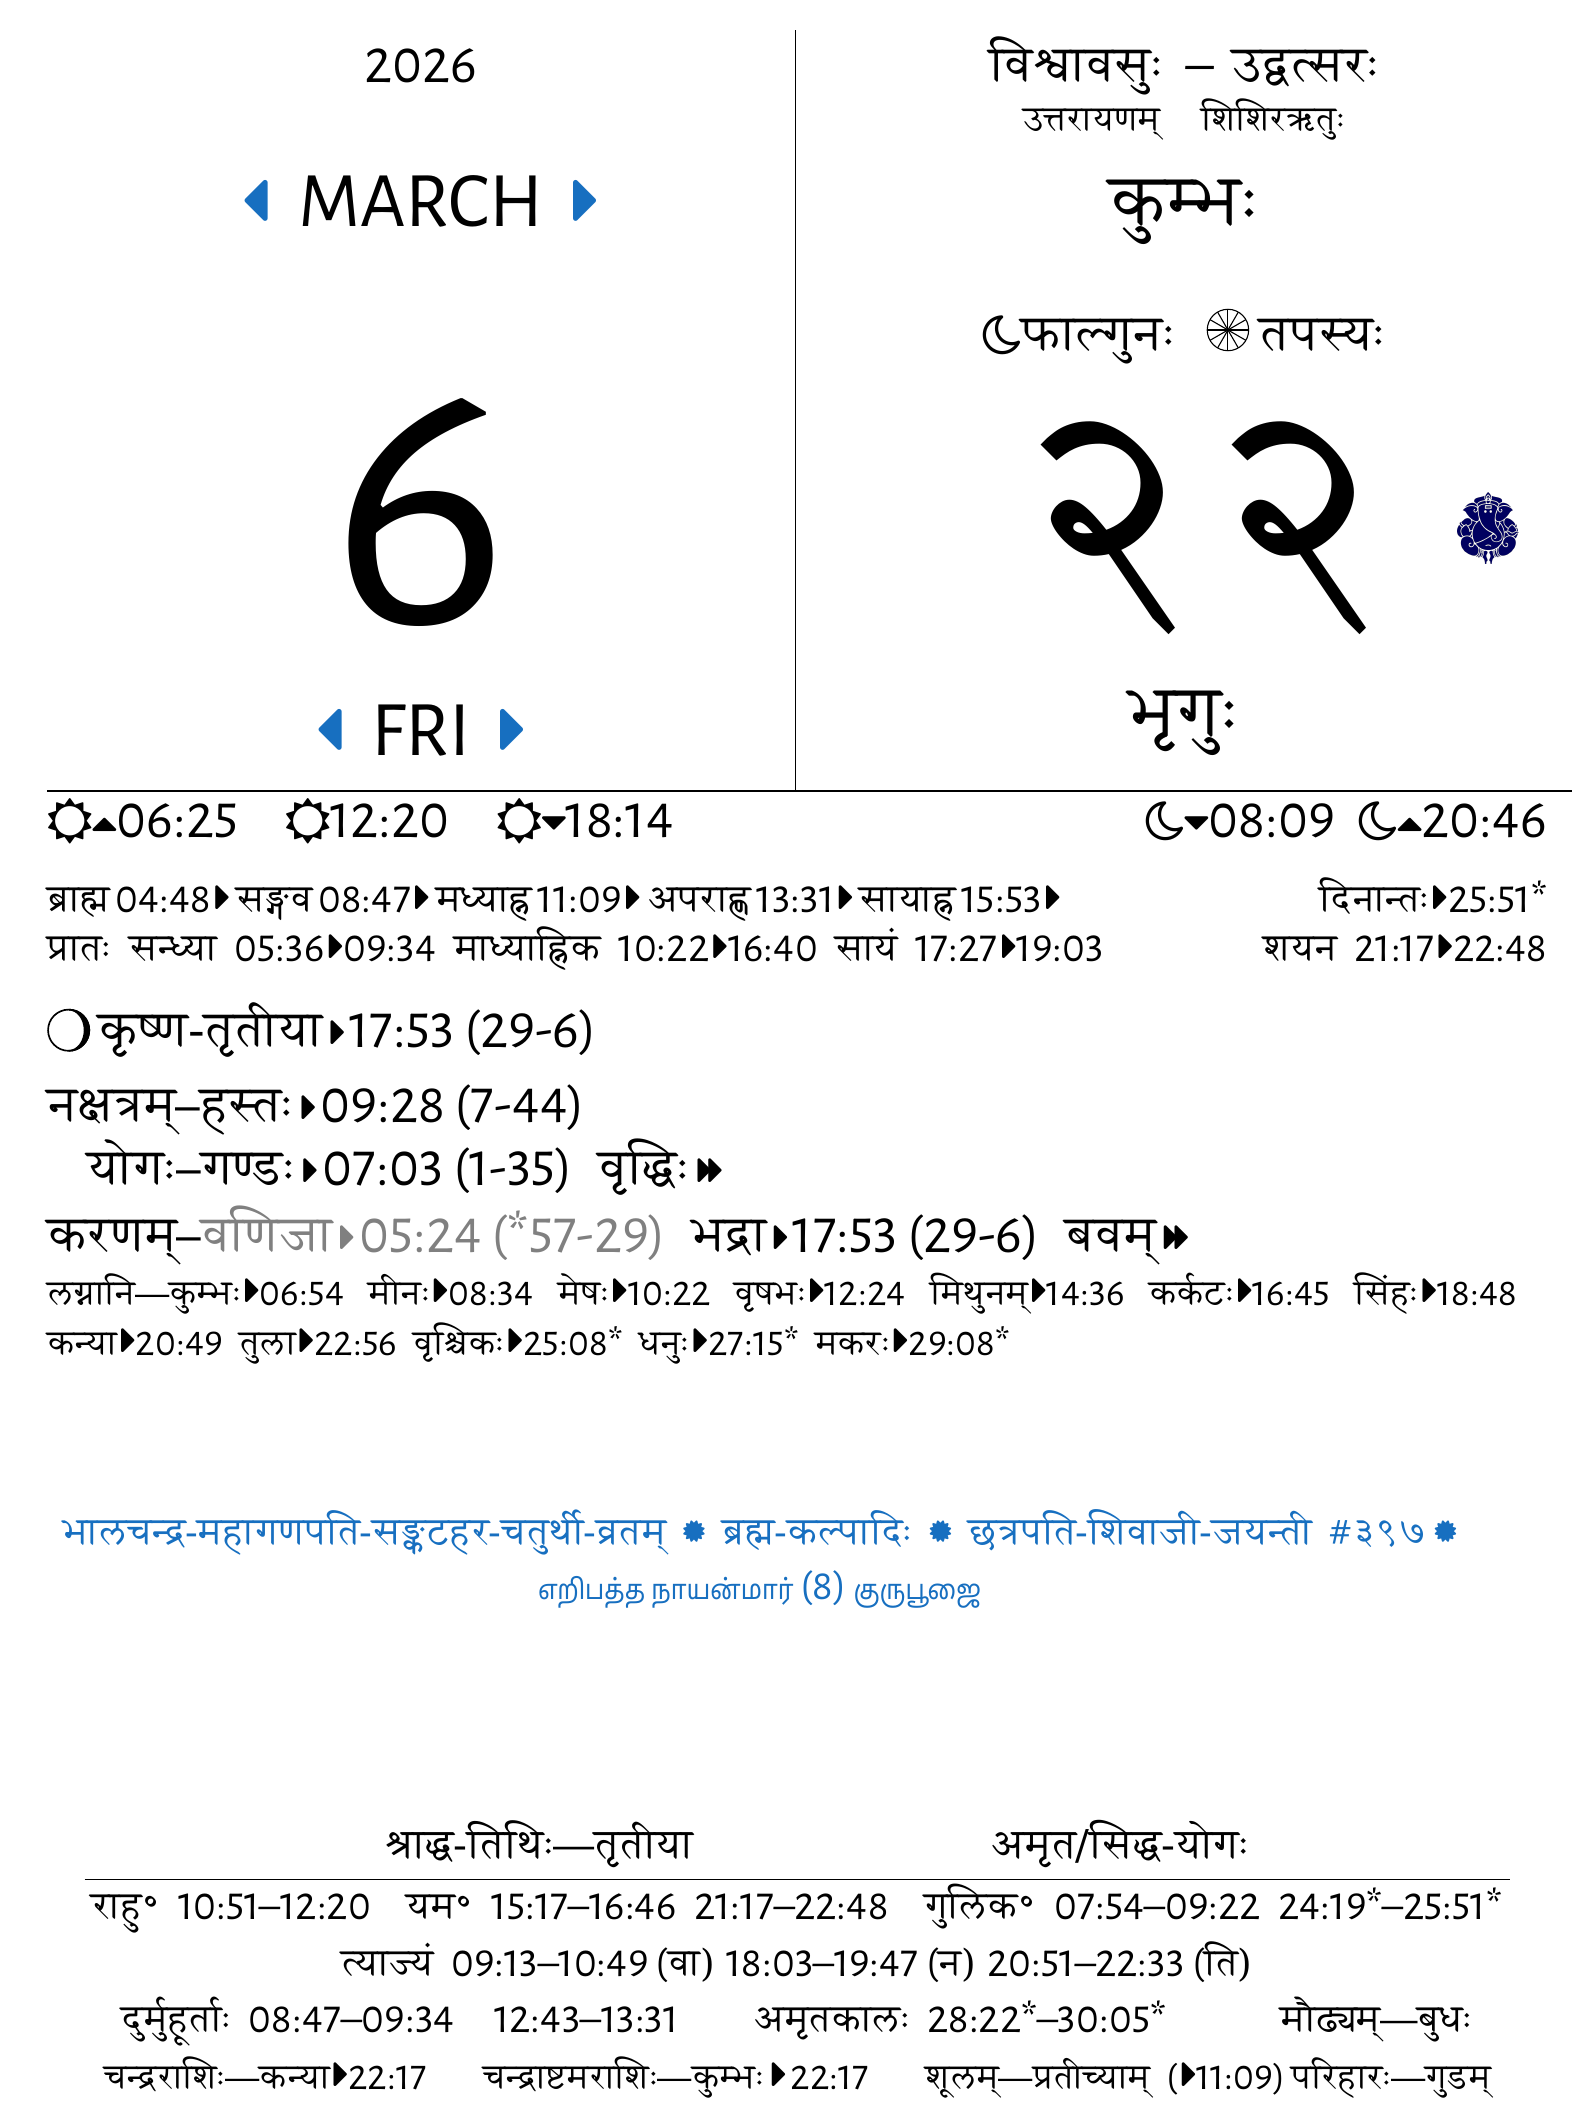 2026
MARCH
6
FRI
विश्वावसुः – उद्वत्सरः
उत्तरायणम् शिशिरऋतुः
कुम्भः
फाल्गुनः तपस्यः
२२
भृगुः
06:25 12:20 18:14 08:09 20:46
ब्राह्म 04:48 सङ्गव 08:47 मध्याह्न 11:09 अपराह्ण 13:31 सायाह्न 15:53 दिनान्तः 25:51*
प्रातः सन्ध्या 05:36 09:34 माध्याह्निक 10:22 16:40 सायं 17:27 19:03 शयन 21:17 22:48
कृष्ण-तृतीया 17:53 (29-6)
नक्षत्रम्–हस्तः 09:28 (7-44)
योगः–गण्डः 07:03 (1-35) वृद्धिः
करणम्–वणिजा 05:24 (*57-29) भद्रा 17:53 (29-6) बवम्
लग्नानि—कुम्भः 06:54 मीनः 08:34 मेषः 10:22 वृषभः 12:24 मिथुनम् 14:36 कर्कटः 16:45 सिंहः 18:48
कन्या 20:49 तुला 22:56 वृश्चिकः 25:08* धनुः 27:15* मकरः 29:08*
भालचन्द्र-महागणपति-सङ्कटहर-चतुर्थी-व्रतम् ✹ ब्रह्म-कल्पादिः ✹ छत्रपति-शिवाजी-जयन्ती #३९७ ✹
எறிபத்த நாயன்மார் (8) குருபூஜை
श्राद्ध-तिथिः—तृतीया अमृत/सिद्ध-योगः
राहु॰ 10:51–12:20 यम॰ 15:17–16:46 21:17–22:48 गुलिक॰ 07:54–09:22 24:19*–25:51*
त्याज्यं 09:13–10:49 (वा) 18:03–19:47 (न) 20:51–22:33 (ति)
दुर्मुहूर्ताः 08:47–09:34 12:43–13:31 अमृतकालः 28:22*–30:05* मौढ्यम्—बुधः
चन्द्रराशिः—कन्या 22:17 चन्द्राष्टमराशिः—कुम्भः 22:17 शूलम्—प्रतीच्याम् ( 11:09) परिहारः—गुडम्